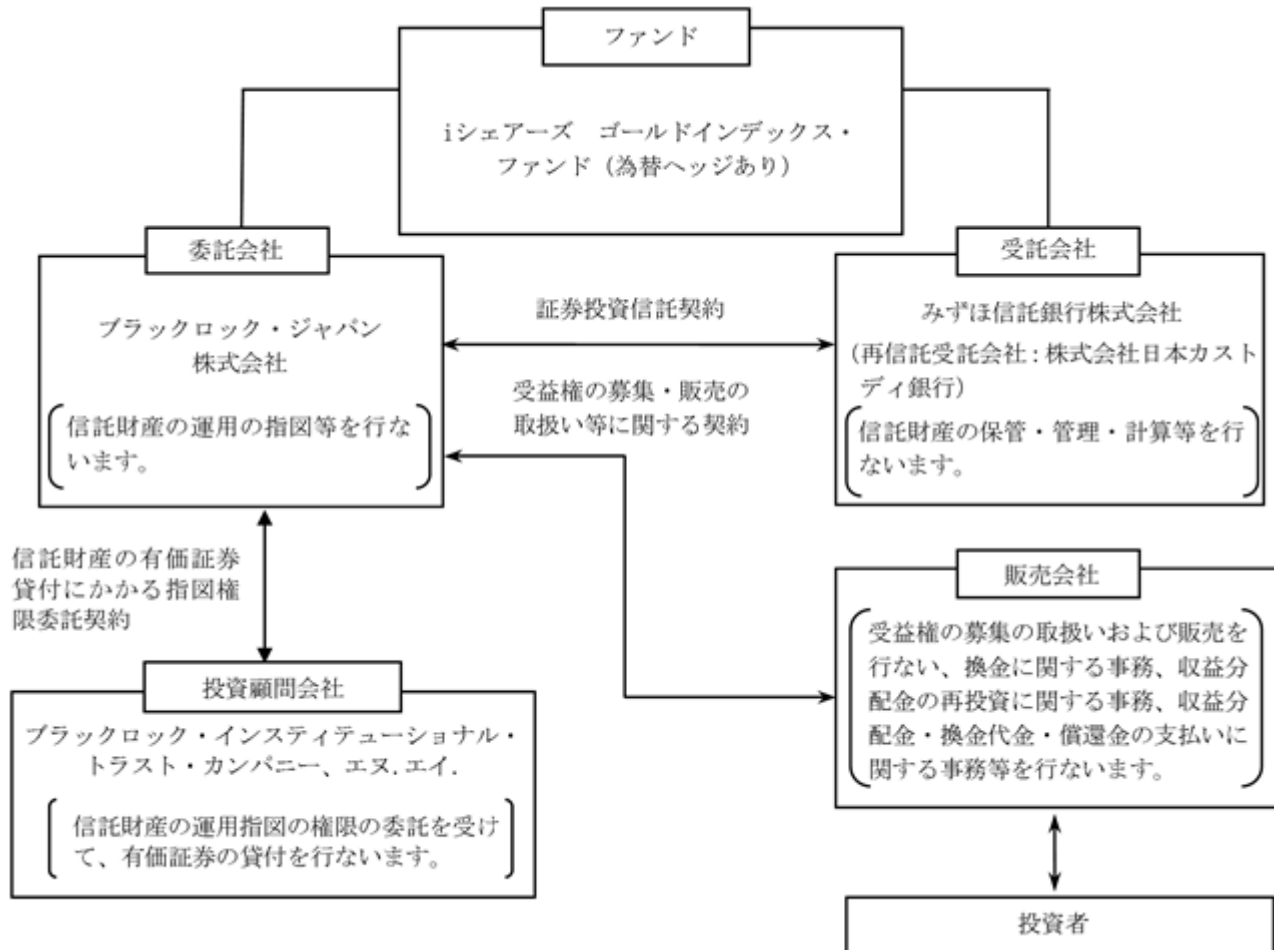 ファンド
iシェアーズ　ゴールドインデックス・
ファンド（為替ヘッジあり）
委託会社
ブラックロック・ジャパン
株式会社
信託財産の運用の指図等を行な
います。
証券投資信託契約
受益権の募集・販売の
取扱い等に関する契約
受託会社
みずほ信託銀行株式会社
（再信託受託会社：株式会社日本カスト
ディ銀行）
信託財産の保管・管理・計算等を行
ないます。
信託財産の有価証券
貸付にかかる指図権
限委託契約
投資顧問会社
ブラックロック・インスティテューショナル・
トラスト・カンパニー、エヌ.エイ.
信託財産の運用指図の権限の委託を受け
て、有価証券の貸付を行ないます。
販売会社
受益権の募集の取扱いおよび販売を
行ない、換金に関する事務、収益分
配金の再投資に関する事務、収益分
配金・換金代金・償還金の支払いに
関する事務等を行ないます。
投資者